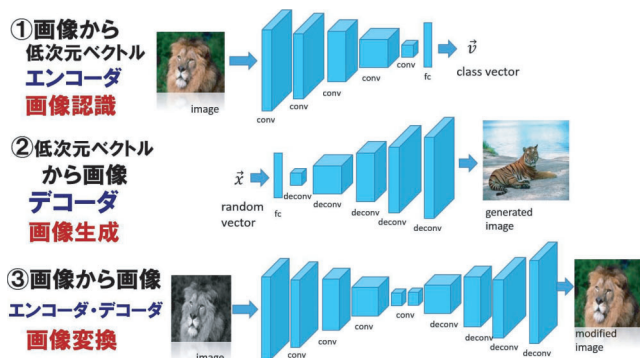 ①画像から
低次元ベクトル
エンコーダ
画像認識
image
conv
conv
conv
conv
conv
fc
v
class vector
②低次元ベクトル
から画像
デコーダ
画像生成
x
random
vector
fc
deconv
deconv
deconv
deconv
deconv
generated
image
③画像から画像
エンコーダ・デコーダ
画像変換
image
conv
conv
conv
conv
conv
deconv
deconv
deconv
deconv
modified
image